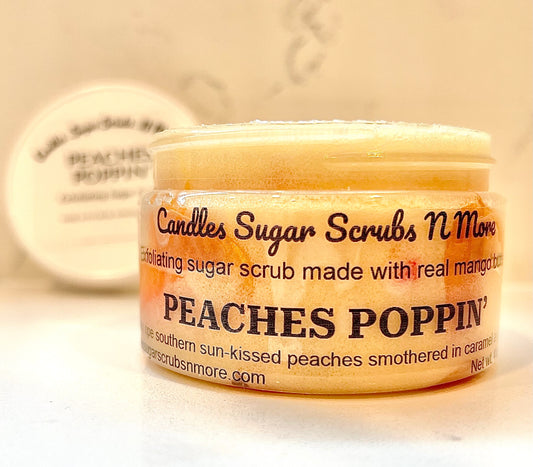 PEACHES
POPPIN'
Candles Sugar Scrubs N More
Exfoliating sugar scrub made with real mango
PEACHES POPPIN'
southern sun-kissed peaches smothered in caramel
sugarscrubsnmore.com
Net wt.